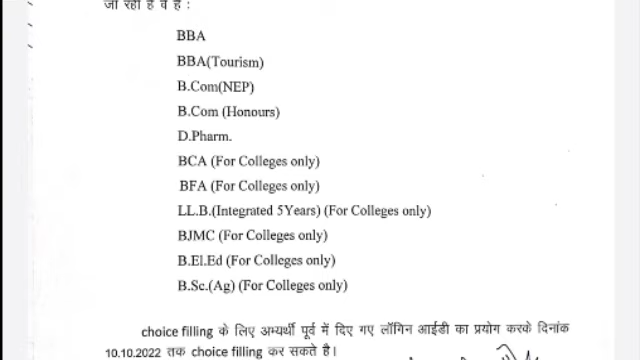 जा रही है वे हैं :
BBA
BBA(Tourism)
B.Com(NEP)
B.Com (Honours)
D.Pharm.
BCA (For Colleges only)
BFA (For Colleges only)
LL.B.(Integrated 5Years) (For Colleges only)
BJMC (For Colleges only)
B.El.Ed (For Colleges only)
B.Sc.(Ag) (For Colleges only)
choice filling के लिए अभ्यर्थी पूर्व में दिए गए लॉगिन आईडी का प्रयोग करके दिनांक
10.10.2022 तक choice filling कर सकते है।